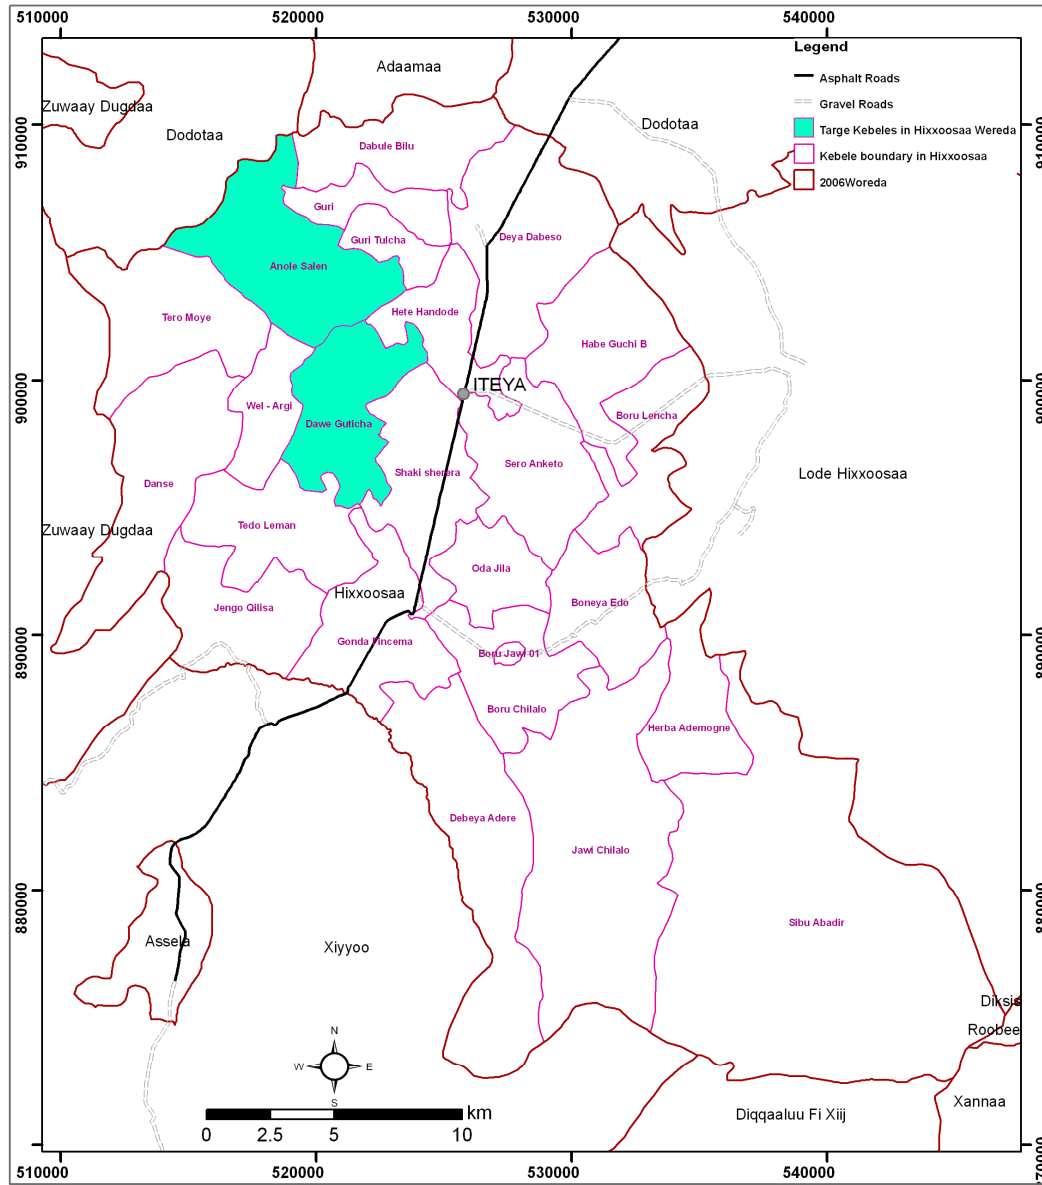 510000
520000
530000
540000
Legend
Asphalt Roads
Gravel Roads
Targe Kebeles in Hixxoosaa Wereda
Kebele boundary in Hixxoosaa
2006Woreda
Adaamaa
Zuwaay Dugdaa
Dodotaa
Dodotaa
910000
910000
Dabule Bilu
Guri
Guri Tulcha
Deya Dabeso
Anole Salen
Hete Handode
Tero Moye
Habe Guchi B
900000
900000
ITEYA
Wel - Argi
Boru Lencha
Dawe Guticha
Sero Anketo
Shaki sherera
Lode Hixxoosaa
Danse
Tedo Leman
Zuwaay Dugdaa
Oda Jila
Hixxoosaa
Boneya Edo
Jengo Qilisa
890000
890000
Gonda Fincema
Boru Jawi 01
Boru Chilalo
Herba Ademogne
Debeya Adere
Jawi Chilalo
880000
880000
Sibu Abadir
Assela
Xiyyoo
Diksis
Roobee
N
W
E
S
Xannaa
Diqqaaluu Fi Xiij
km
0
2.5
5
10
870000
510000
520000
530000
540000